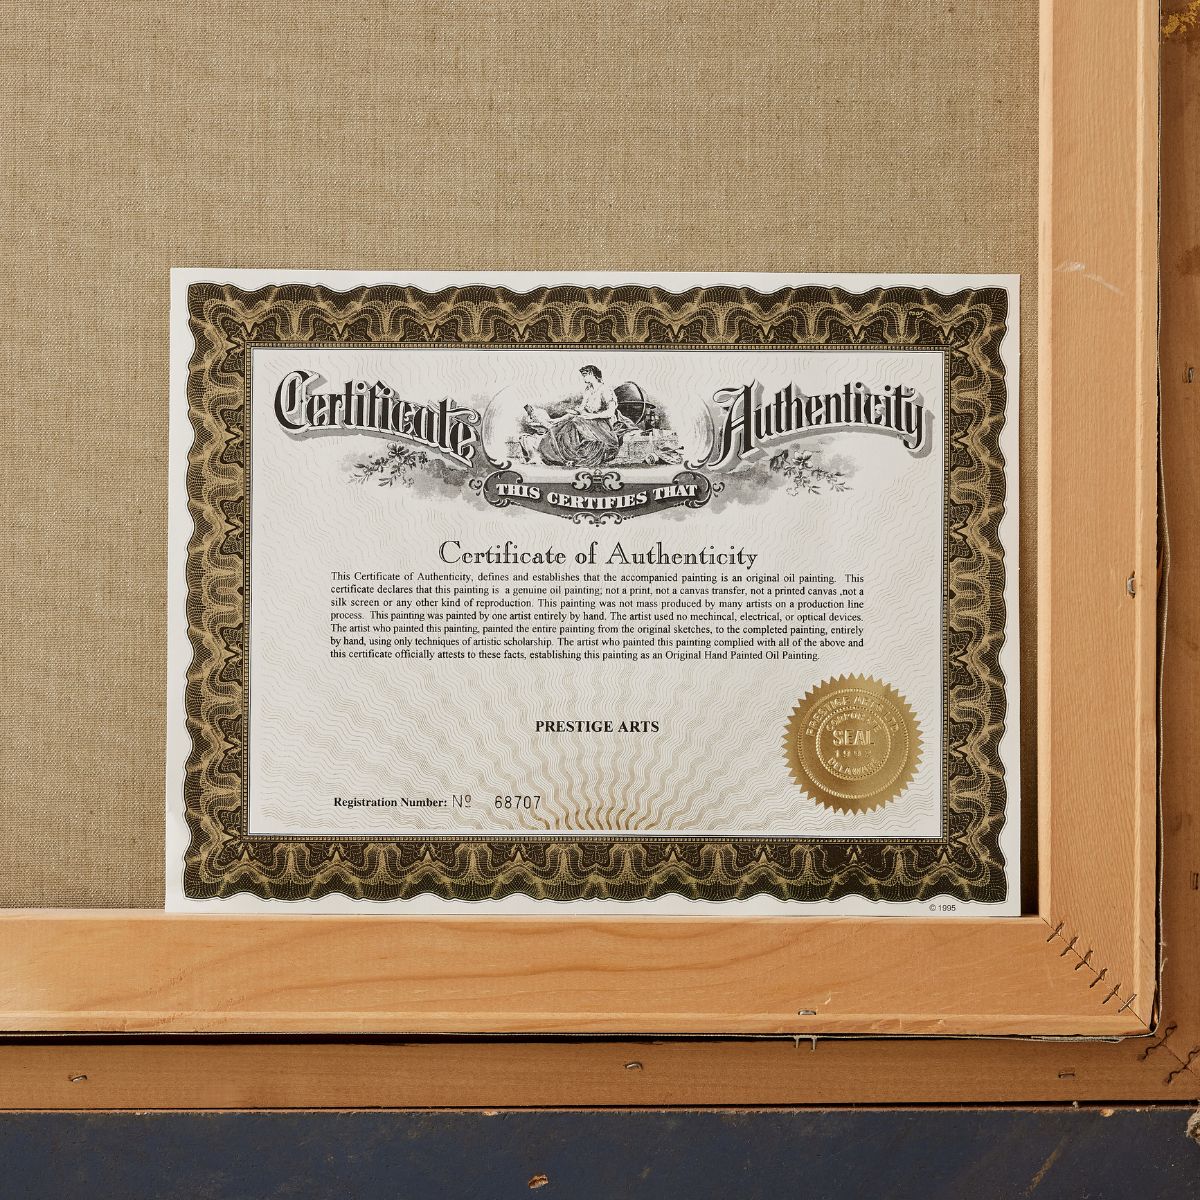 Certificate Authenticity
THIS CERTIFIES THAT
Certificate of Authenticity
This Certificate of Authenticity, defines and establishes that the accompanied painting is an original oil painting. This
certificate declares that this painting is a genuine oil painting; not a print, not a canvas transfer, not a printed canvas ,not a
silk screen or any other kind of reproduction. This painting was not mass produced by many artists on a production line
process. This painting was painted by one artist entirely by hand. The artist used no mechincal, electrical, or optical devices.
The artist who painted this painting, painted the entire painting from the original sketches, to the completed painting, entirely
by hand, using only techniques of artistic scholarship. The artist who painted this painting complied with all of the above and
this certificate officially attests to these facts, establishing this painting as an Original Hand Painted Oil Painting.
PRESTIGE ARTS
PRESTIGE ARTS
CORPORATE
SEAL
DELAWARE
Registration Number: Nº 68707
© 1995